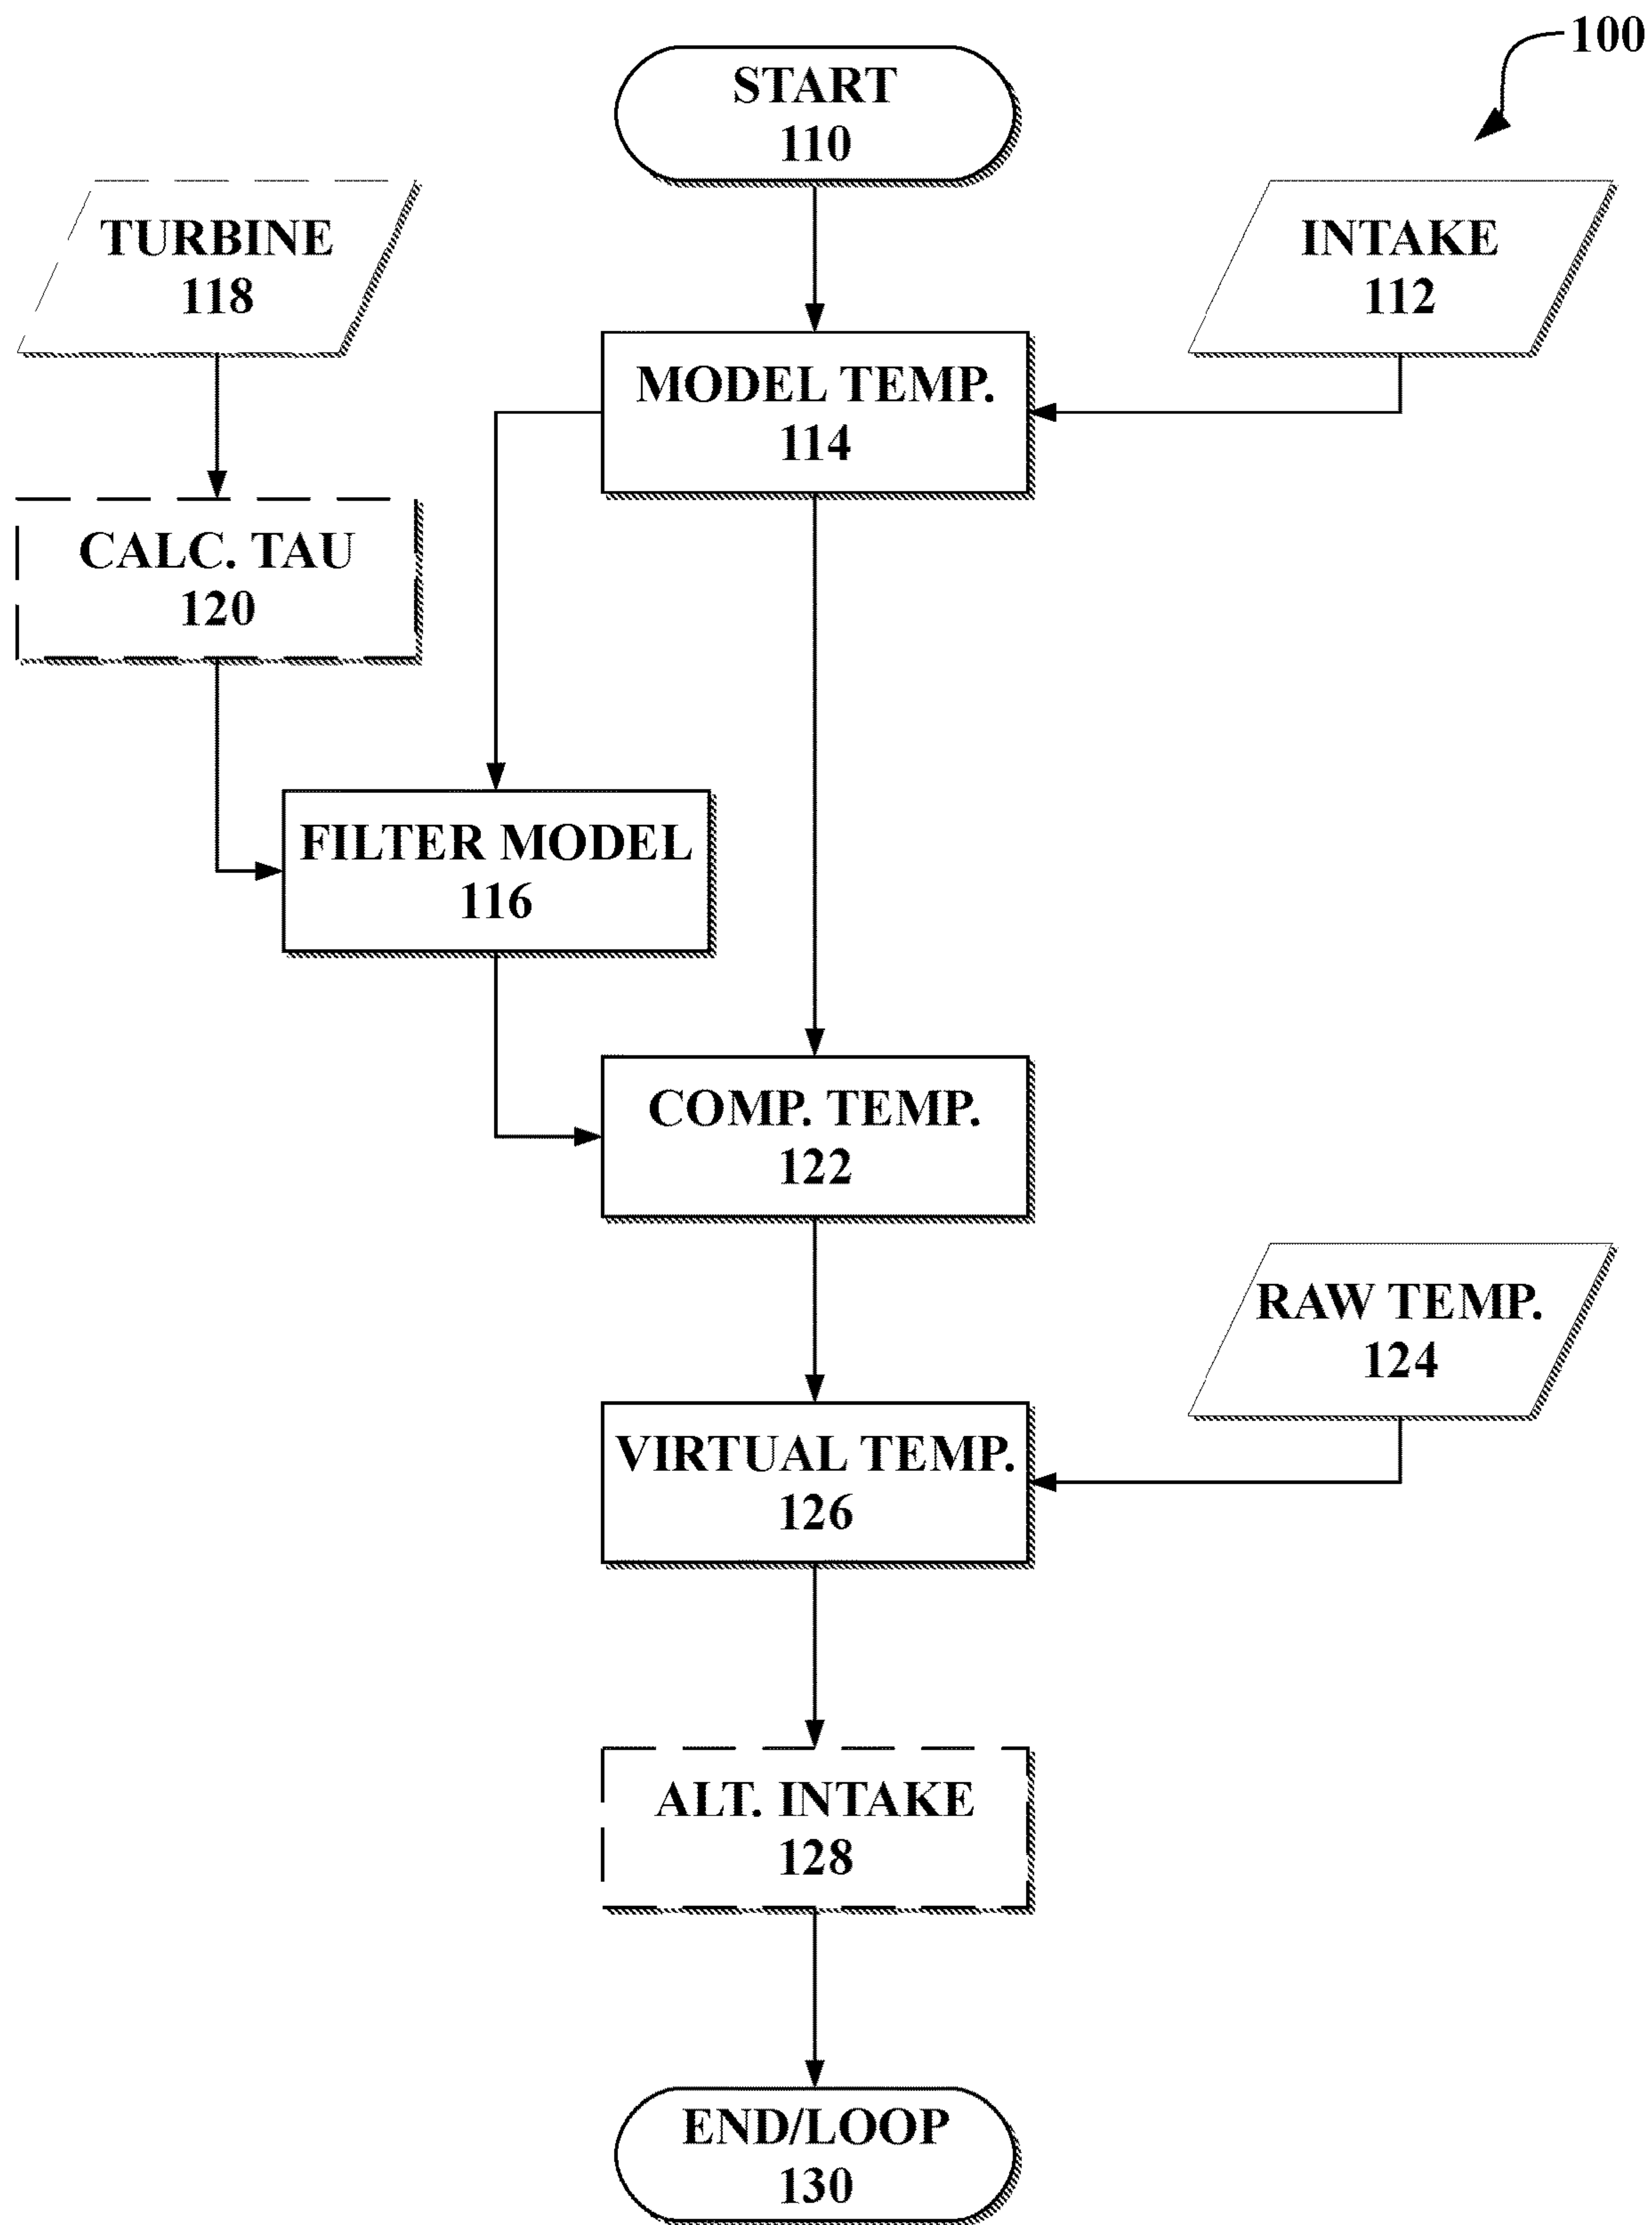 100
START
110
TURBINE
118
INTAKE
112
MODEL TEMP.
114
CALC. TAU
120
FILTER MODEL
116
COMP. TEMP.
122
RAW TEMP.
124
VIRTUAL TEMP.
126
ALT. INTAKE
128
END/LOOP
130